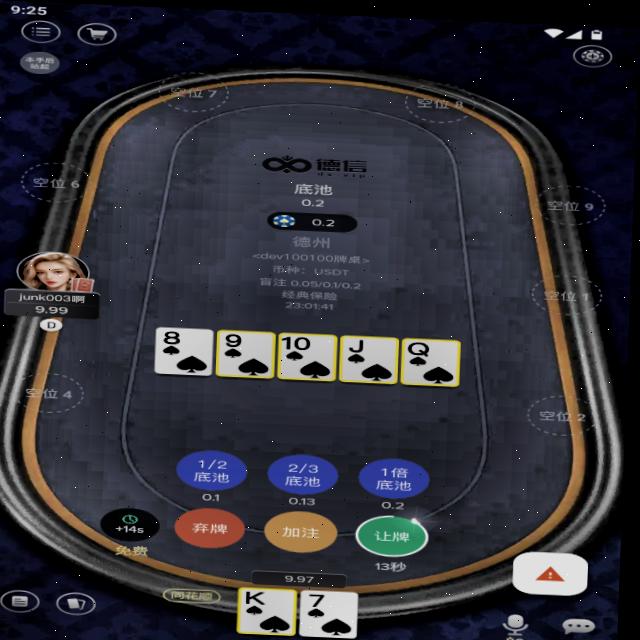 9:25
本手后
站起
空位 7
空位 8
德信
底池
0.2
0.2
空位 6
空位 9
德州
<dev100100牌桌>
币种: USDT
盲注 0.05/0.1/0.2
经典保险
23:01:41
空位 1
junk003啊
9.99
D
8
9
10
J
Q
空位 4
空位 2
1/2
底池
2/3
底池
1倍
底池
0.1
0.13
0.2
+14s
弃牌
加注
让牌
免费
13秒
9.97
同花顺
K
7